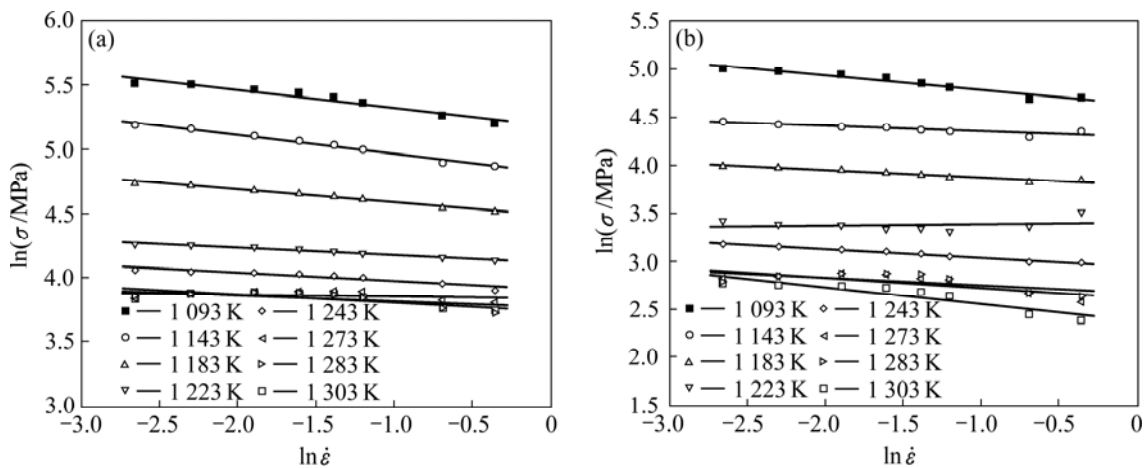 (a)
6.0
5.5
5.0
4.5
4.0
3.5
3.0
ln(σ/MPa)
1 093 K 1 243 K
1 143 K 1 273 K
1 183 K 1 283 K
1 223 K 1 303 K
−3.0 −2.5 −2.0 −1.5 −1.0 −0.5 0
ln ε̇
(b)
5.5
5.0
4.5
4.0
3.5
3.0
2.5
2.0
1.5
ln(σ/MPa)
1 093 K 1 243 K
1 143 K 1 273 K
1 183 K 1 283 K
1 223 K 1 303 K
−3.0 −2.5 −2.0 −1.5 −1.0 −0.5 0
ln ε̇